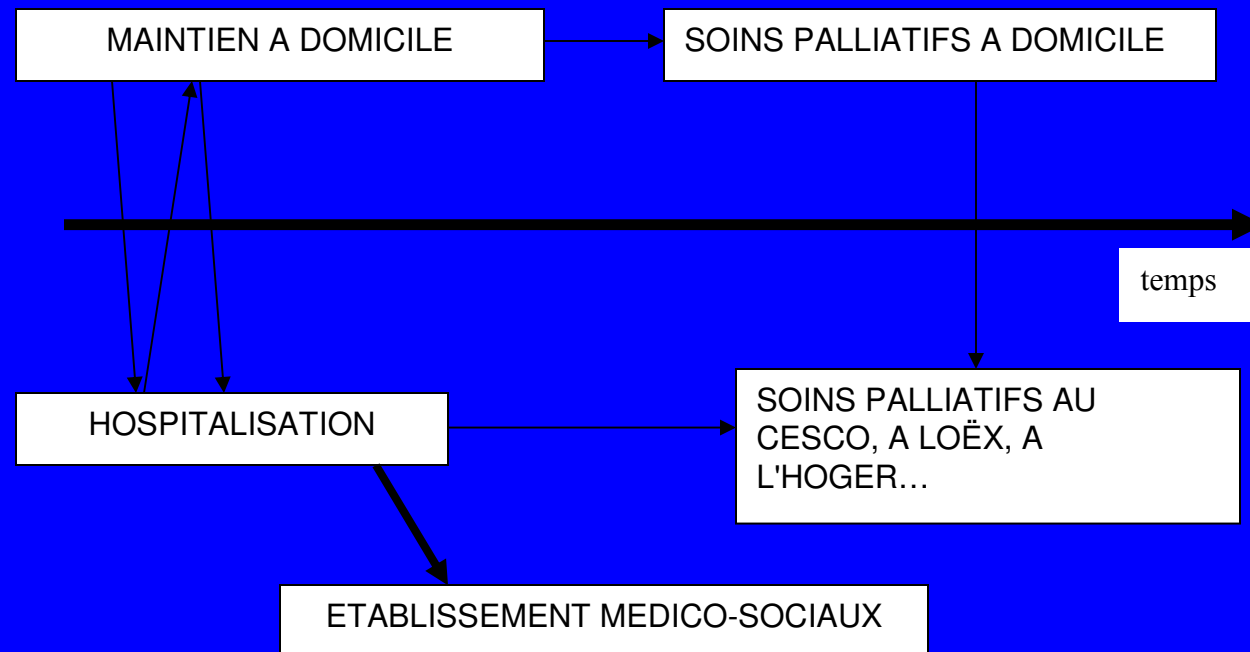 MAINTIEN A DOMICILE
SOINS PALLIATIFS A DOMICILE
temps
HOSPITALISATION
SOINS PALLIATIFS AU
CESCO, A LOËX, A
L'HOGER…
ETABLISSEMENT MEDICO-SOCIAUX